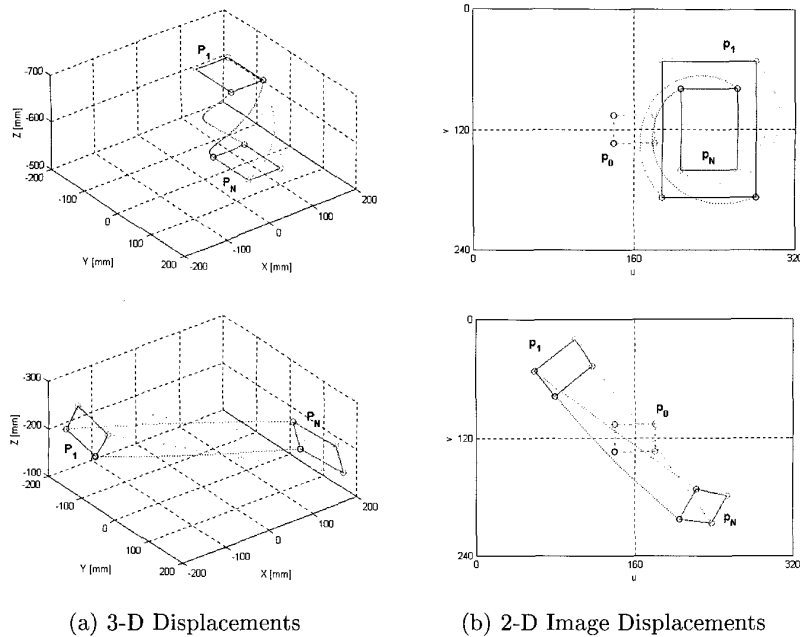 P1
-700
-600
-500
Z [mm]
-200
-100
0
100
200
Y [mm]
PN
-200
-100
0
100
200
X [mm]
0
120
240
v
p1
p0
pN
0
160
320
u
-300
-200
-100
Z [mm]
-200
-100
0
100
200
Y [mm]
P1
PN
-200
-100
0
100
200
X [mm]
0
120
240
v
p1
p0
pN
0
160
320
u
(a) 3-D Displacements
(b) 2-D Image Displacements